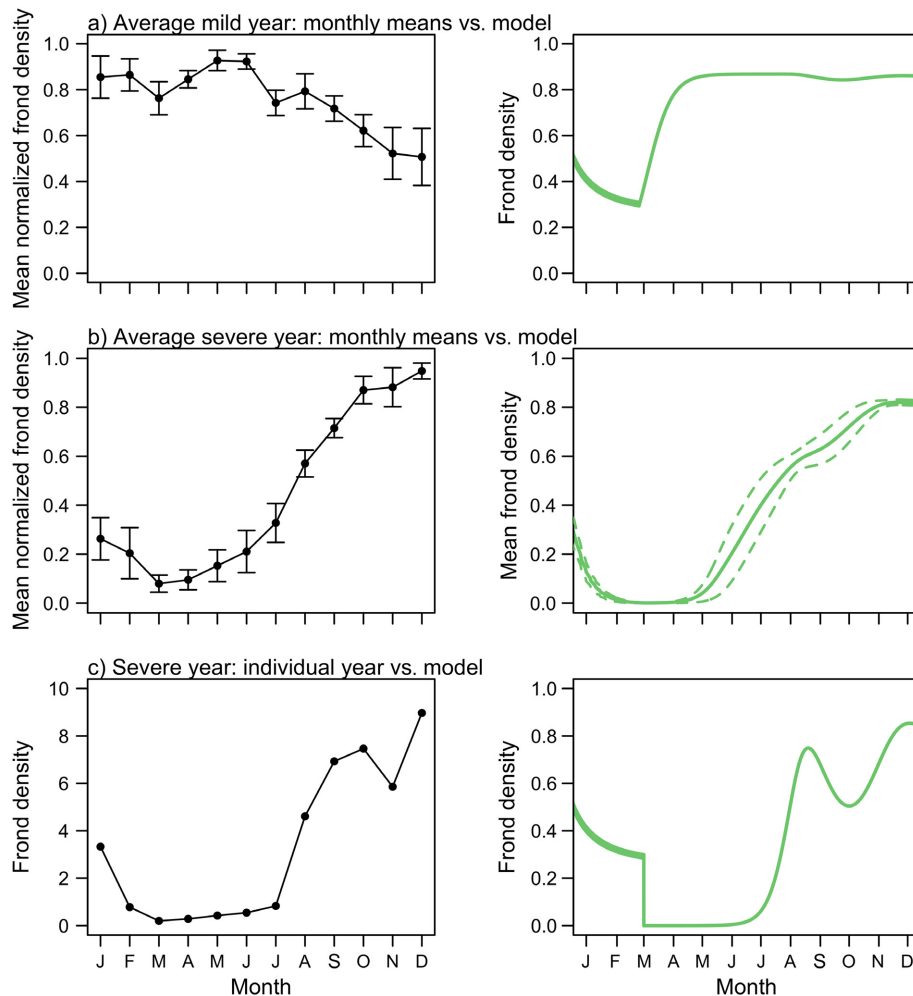 a) Average mild year: monthly means vs. model
Mean normalized frond density
1.0
0.8
0.6
0.4
0.2
0.0
Frond density
1.0
0.8
0.6
0.4
0.2
0.0
b) Average severe year: monthly means vs. model
Mean normalized frond density
1.0
0.8
0.6
0.4
0.2
0.0
Mean frond density
1.0
0.8
0.6
0.4
0.2
0.0
c) Severe year: individual year vs. model
Frond density
10
8
6
4
2
0
J F M A M J J A S O N D
Month
Frond density
1.0
0.8
0.6
0.4
0.2
0.0
J F M A M J J A S O N D
Month